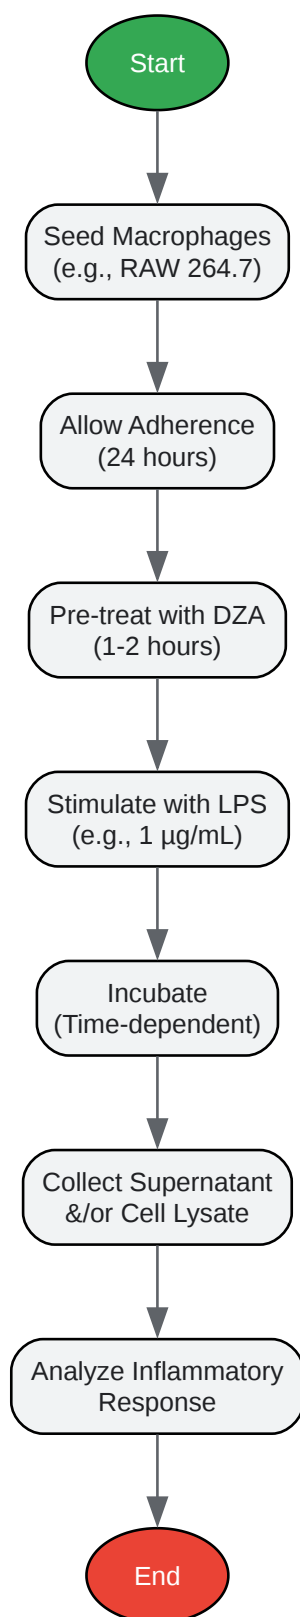 Start
Seed Macrophages
(e.g., RAW 264.7)
Allow Adherence
(24 hours)
Pre-treat with DZA
(1-2 hours)
Stimulate with LPS
(e.g., 1 µg/mL)
Incubate
(Time-dependent)
Collect Supernatant
&/or Cell Lysate
Analyze Inflammatory
Response
End